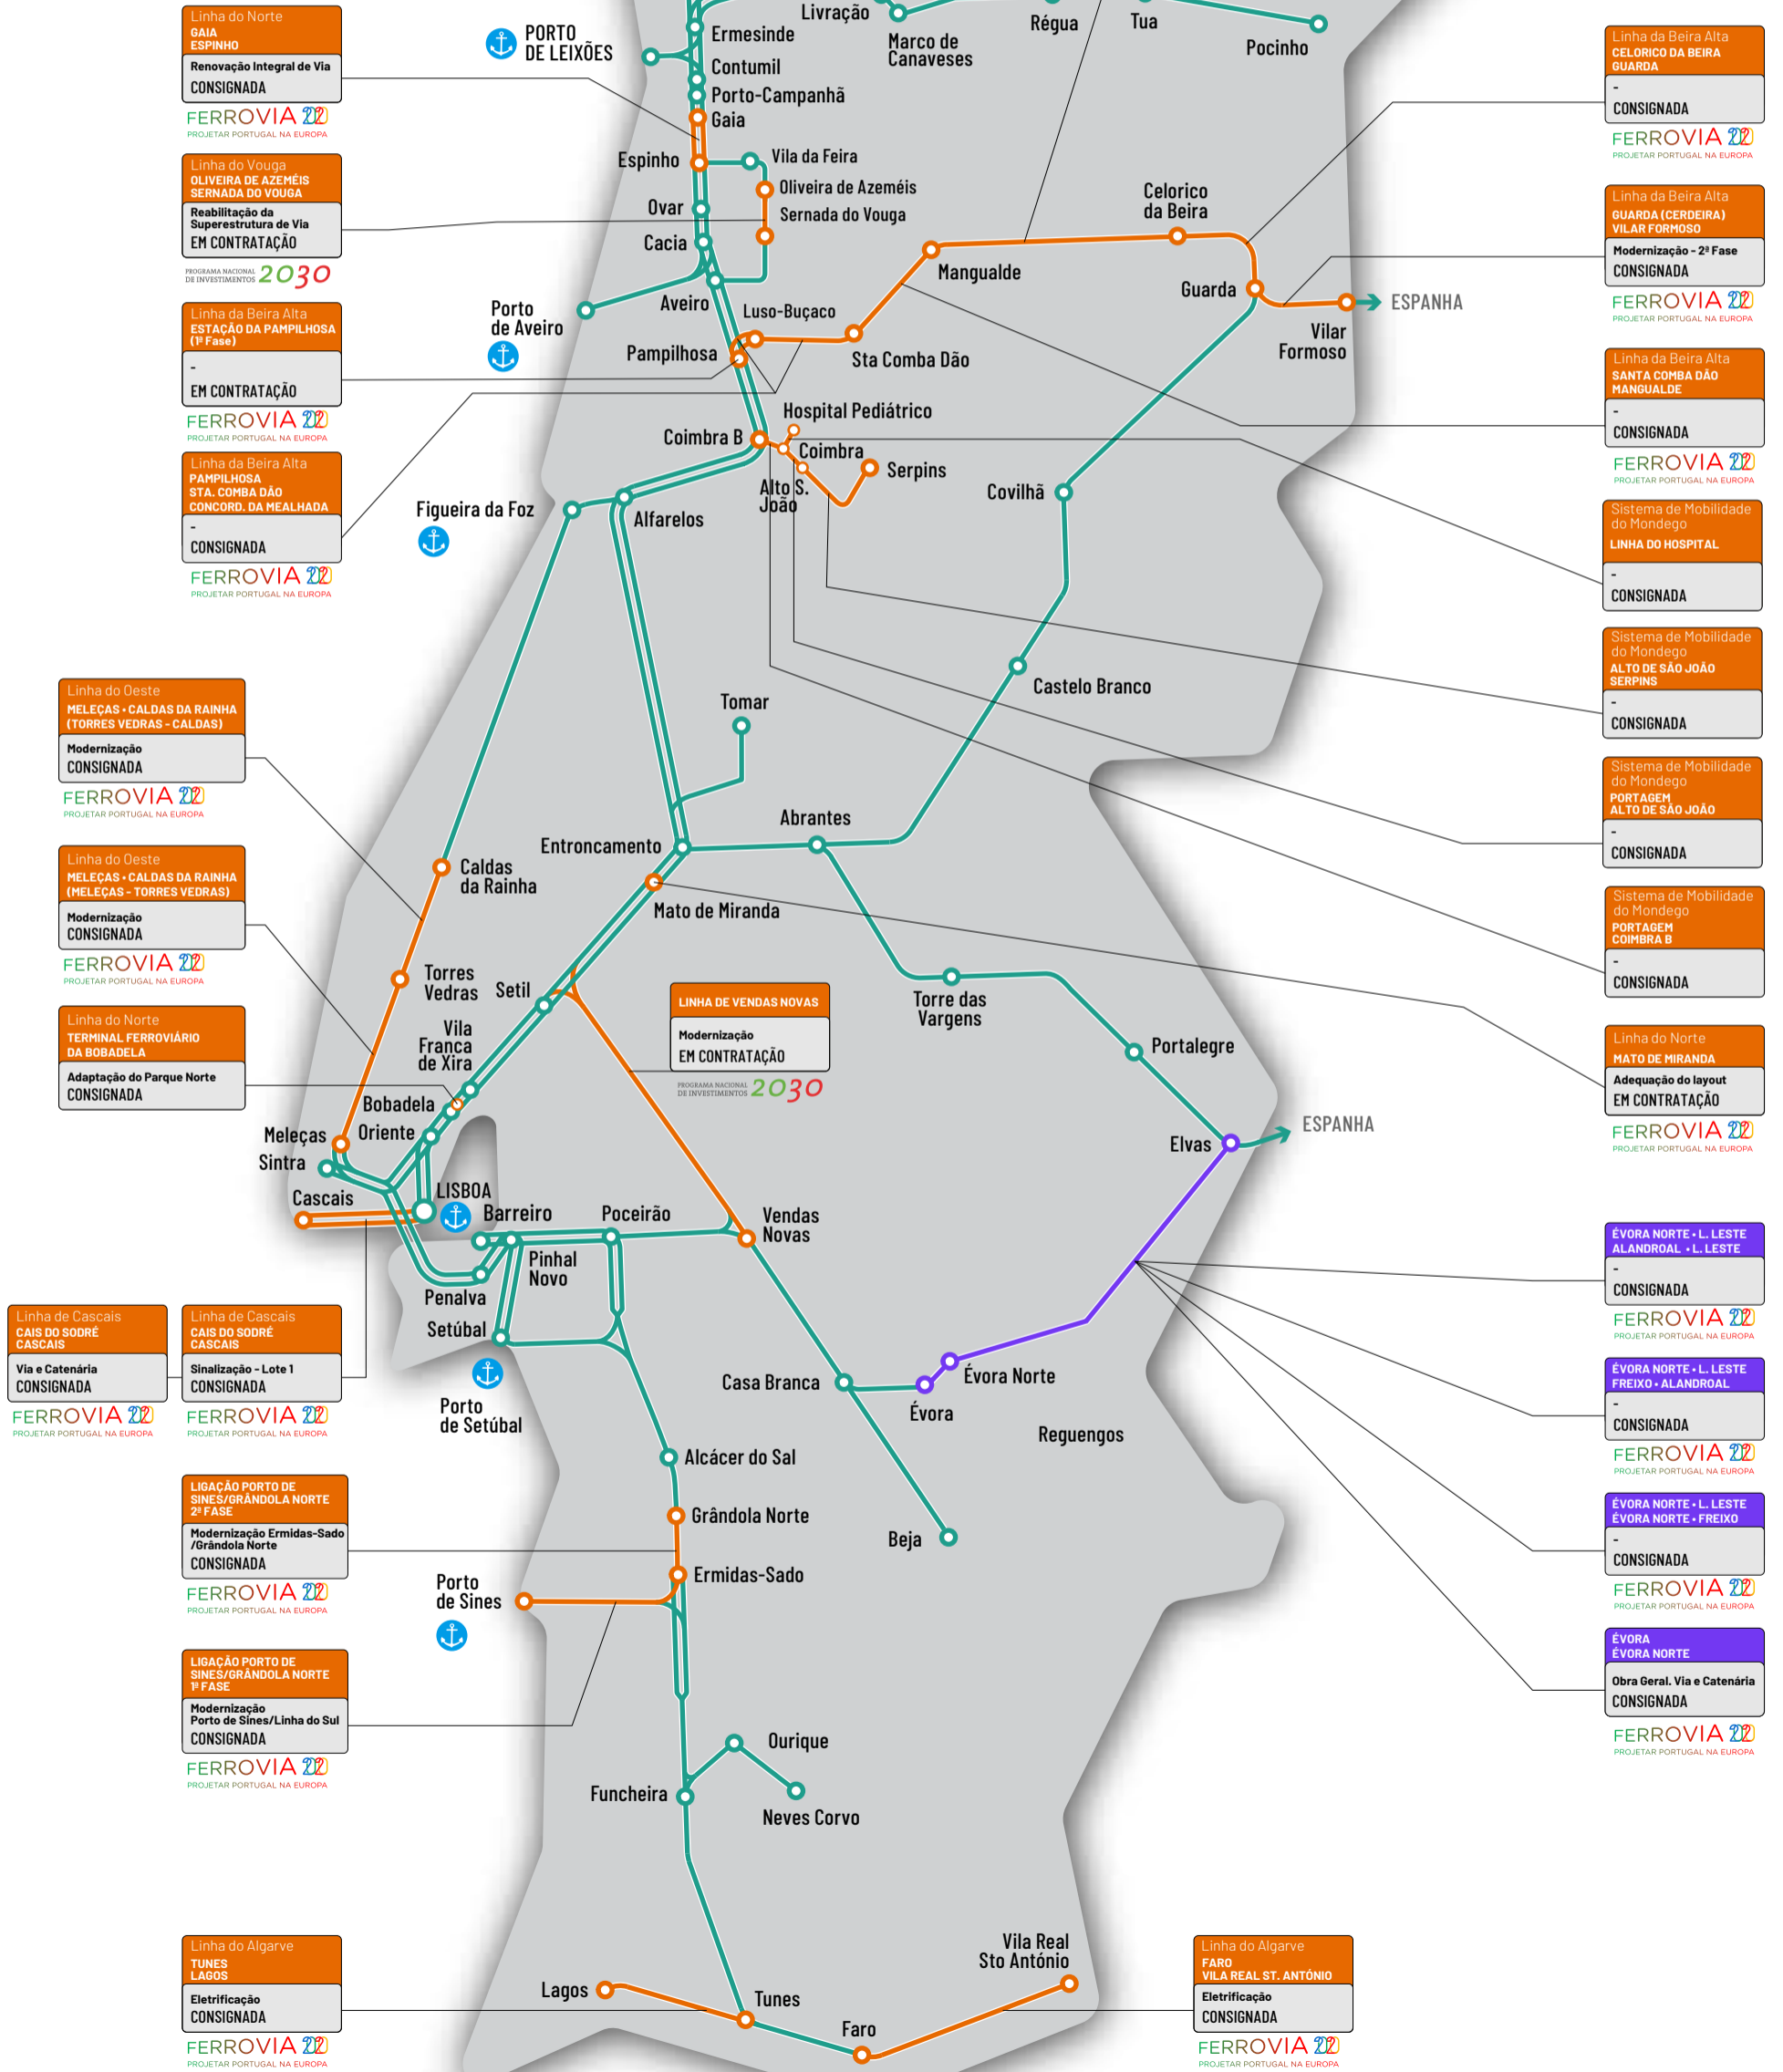 Livração
Marco de
Canaveses
Régua
Tua
Pocinho
PORTO
DE LEIXÕES
Ermesinde
Contumil
Porto-Campanhã
Gaia
Espinho
Vila da Feira
Oliveira de Azeméis
Sernada do Vouga
Ovar
Cacia
Aveiro
Porto
de Aveiro
Luso-Buçaco
Pampilhosa
Sta Comba Dão
Mangualde
Celorico
da Beira
Guarda
Vilar
Formoso
ESPANHA
Hospital Pediátrico
Coimbra B
Coimbra
Alto S.
João
Serpins
Figueira da Foz
Alfarelos
Covilhã
Castelo Branco
Tomar
Abrantes
Entroncamento
Mato de Miranda
Caldas
da Rainha
Torres
Vedras
Setil
Vila
Franca
de Xira
Torre das
Vargens
Portalegre
Elvas
ESPANHA
Bobadela
Oriente
Meleças
Sintra
Cascais
LISBOA
Barreiro
Poceirão
Vendas
Novas
Pinhal
Novo
Penalva
Setúbal
Porto
de Setúbal
Casa Branca
Évora Norte
Évora
Reguengos
Alcácer do Sal
Grândola Norte
Beja
Ermidas-Sado
Porto
de Sines
Ourique
Funcheira
Neves Corvo
Vila Real
Sto António
Lagos
Tunes
Faro
Linha do Norte
GAIA
ESPINHO
Renovação Integral de Via
CONSIGNADA
FERROVIA 2020
PROJETAR PORTUGAL NA EUROPA
Linha do Vouga
OLIVEIRA DE AZEMÉIS
SERNADA DO VOUGA
Reabilitação da
Superestrutura de Via
EM CONTRATAÇÃO
PROGRAMA NACIONAL
DE INVESTIMENTOS 2030
Linha da Beira Alta
ESTAÇÃO DA PAMPILHOSA
(1ª Fase)
-
EM CONTRATAÇÃO
FERROVIA 2020
PROJETAR PORTUGAL NA EUROPA
Linha da Beira Alta
PAMPILHOSA
STA. COMBA DÃO
CONCORD. DA MEALHADA
-
CONSIGNADA
FERROVIA 2020
PROJETAR PORTUGAL NA EUROPA
Linha do Oeste
MELEÇAS • CALDAS DA RAINHA
(TORRES VEDRAS - CALDAS)
Modernização
CONSIGNADA
FERROVIA 2020
PROJETAR PORTUGAL NA EUROPA
Linha do Oeste
MELEÇAS • CALDAS DA RAINHA
(MELEÇAS - TORRES VEDRAS)
Modernização
CONSIGNADA
FERROVIA 2020
PROJETAR PORTUGAL NA EUROPA
Linha do Norte
TERMINAL FERROVIÁRIO
DA BOBADELA
Adaptação do Parque Norte
CONSIGNADA
LINHA DE VENDAS NOVAS
Modernização
EM CONTRATAÇÃO
PROGRAMA NACIONAL
DE INVESTIMENTOS 2030
Linha de Cascais
CAIS DO SODRÉ
CASCAIS
Via e Catenária
CONSIGNADA
FERROVIA 2020
PROJETAR PORTUGAL NA EUROPA
Linha de Cascais
CAIS DO SODRÉ
CASCAIS
Sinalização - Lote 1
CONSIGNADA
FERROVIA 2020
PROJETAR PORTUGAL NA EUROPA
LIGAÇÃO PORTO DE
SINES/GRÂNDOLA NORTE
2ª FASE
Modernização Ermidas-Sado
/Grândola Norte
CONSIGNADA
FERROVIA 2020
PROJETAR PORTUGAL NA EUROPA
LIGAÇÃO PORTO DE
SINES/GRÂNDOLA NORTE
1ª FASE
Modernização
Porto de Sines/Linha do Sul
CONSIGNADA
FERROVIA 2020
PROJETAR PORTUGAL NA EUROPA
Linha do Algarve
TUNES
LAGOS
Eletrificação
CONSIGNADA
FERROVIA 2020
PROJETAR PORTUGAL NA EUROPA
Linha do Algarve
FARO
VILA REAL ST. ANTÓNIO
Eletrificação
CONSIGNADA
FERROVIA 2020
PROJETAR PORTUGAL NA EUROPA
Linha da Beira Alta
CELORICO DA BEIRA
GUARDA
-
CONSIGNADA
FERROVIA 2020
PROJETAR PORTUGAL NA EUROPA
Linha da Beira Alta
GUARDA (CERDEIRA)
VILAR FORMOSO
Modernização - 2ª Fase
CONSIGNADA
FERROVIA 2020
PROJETAR PORTUGAL NA EUROPA
Linha da Beira Alta
SANTA COMBA DÃO
MANGUALDE
-
CONSIGNADA
FERROVIA 2020
PROJETAR PORTUGAL NA EUROPA
Sistema de Mobilidade
do Mondego
LINHA DO HOSPITAL
-
CONSIGNADA
Sistema de Mobilidade
do Mondego
ALTO DE SÃO JOÃO
SERPINS
-
CONSIGNADA
Sistema de Mobilidade
do Mondego
PORTAGEM
ALTO DE SÃO JOÃO
-
CONSIGNADA
Sistema de Mobilidade
do Mondego
PORTAGEM
COIMBRA B
-
CONSIGNADA
Linha do Norte
MATO DE MIRANDA
Adequação do layout
EM CONTRATAÇÃO
FERROVIA 2020
PROJETAR PORTUGAL NA EUROPA
ÉVORA NORTE • L. LESTE
ALANDROAL • L. LESTE
-
CONSIGNADA
FERROVIA 2020
PROJETAR PORTUGAL NA EUROPA
ÉVORA NORTE • L. LESTE
FREIXO • ALANDROAL
-
CONSIGNADA
FERROVIA 2020
PROJETAR PORTUGAL NA EUROPA
ÉVORA NORTE • L. LESTE
ÉVORA NORTE • FREIXO
-
CONSIGNADA
FERROVIA 2020
PROJETAR PORTUGAL NA EUROPA
ÉVORA
ÉVORA NORTE
Obra Geral. Via e Catenária
CONSIGNADA
FERROVIA 2020
PROJETAR PORTUGAL NA EUROPA